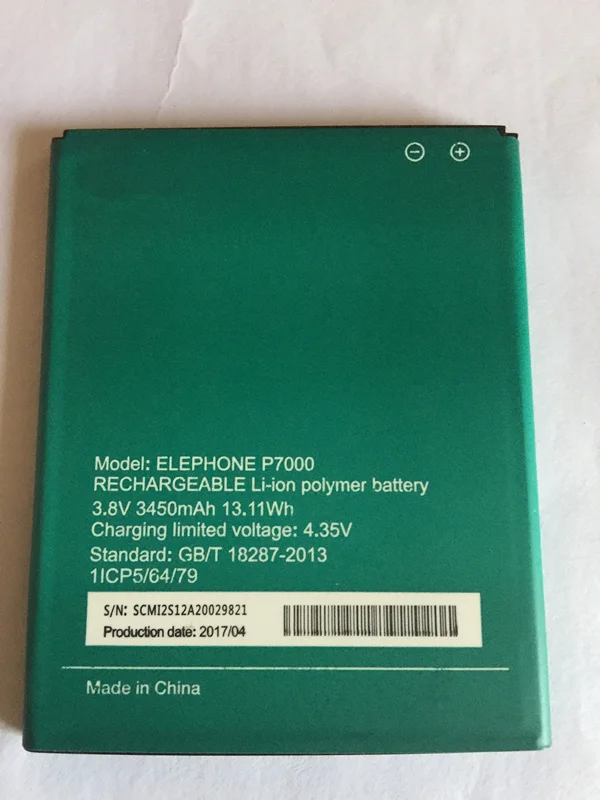 Model: ELEPHONE P7000
RECHARGEABLE Li-ion polymer battery
3.8V 3450mAh 13.11Wh
Charging limited voltage: 4.35V
Standard: GB/T 18287-2013
1ICP5/64/79
S/N: SCMI2S12A20029821
Production date: 2017/04
Made in China